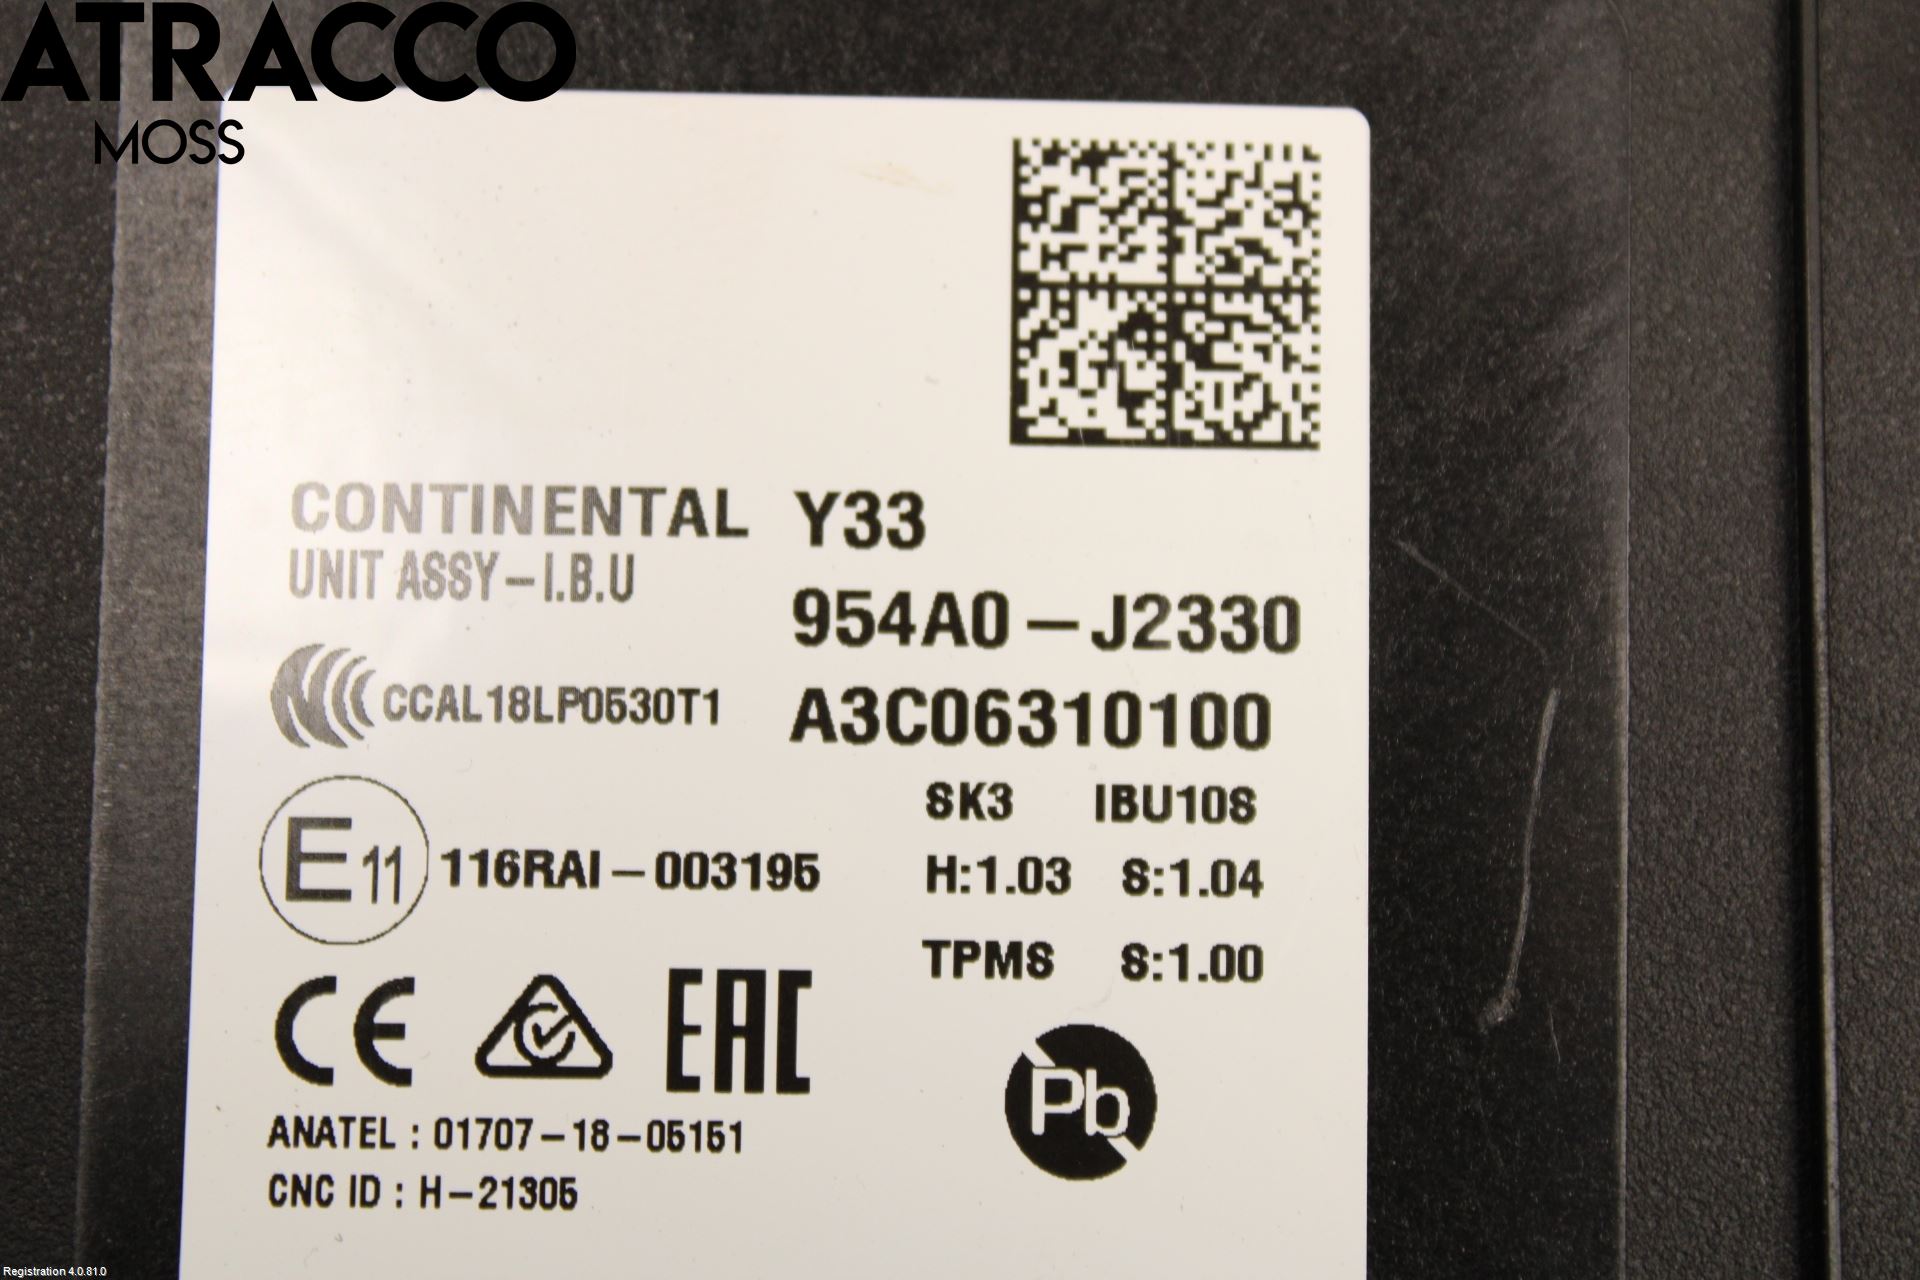 ATRACCO
MOSS
CONTINENTAL Y33
UNIT ASSY-I.B.U
954A0-J2330
CCAL18LP0530T1 A3C06310100
SK3 IBU10S
E11 116RAI-003195
H:1.03 S:1.04
TPMS S:1.00
CE EAC
Pb
ANATEL : 01707-18-05151
CNC ID : H-21305
Registration 4.0.81.0